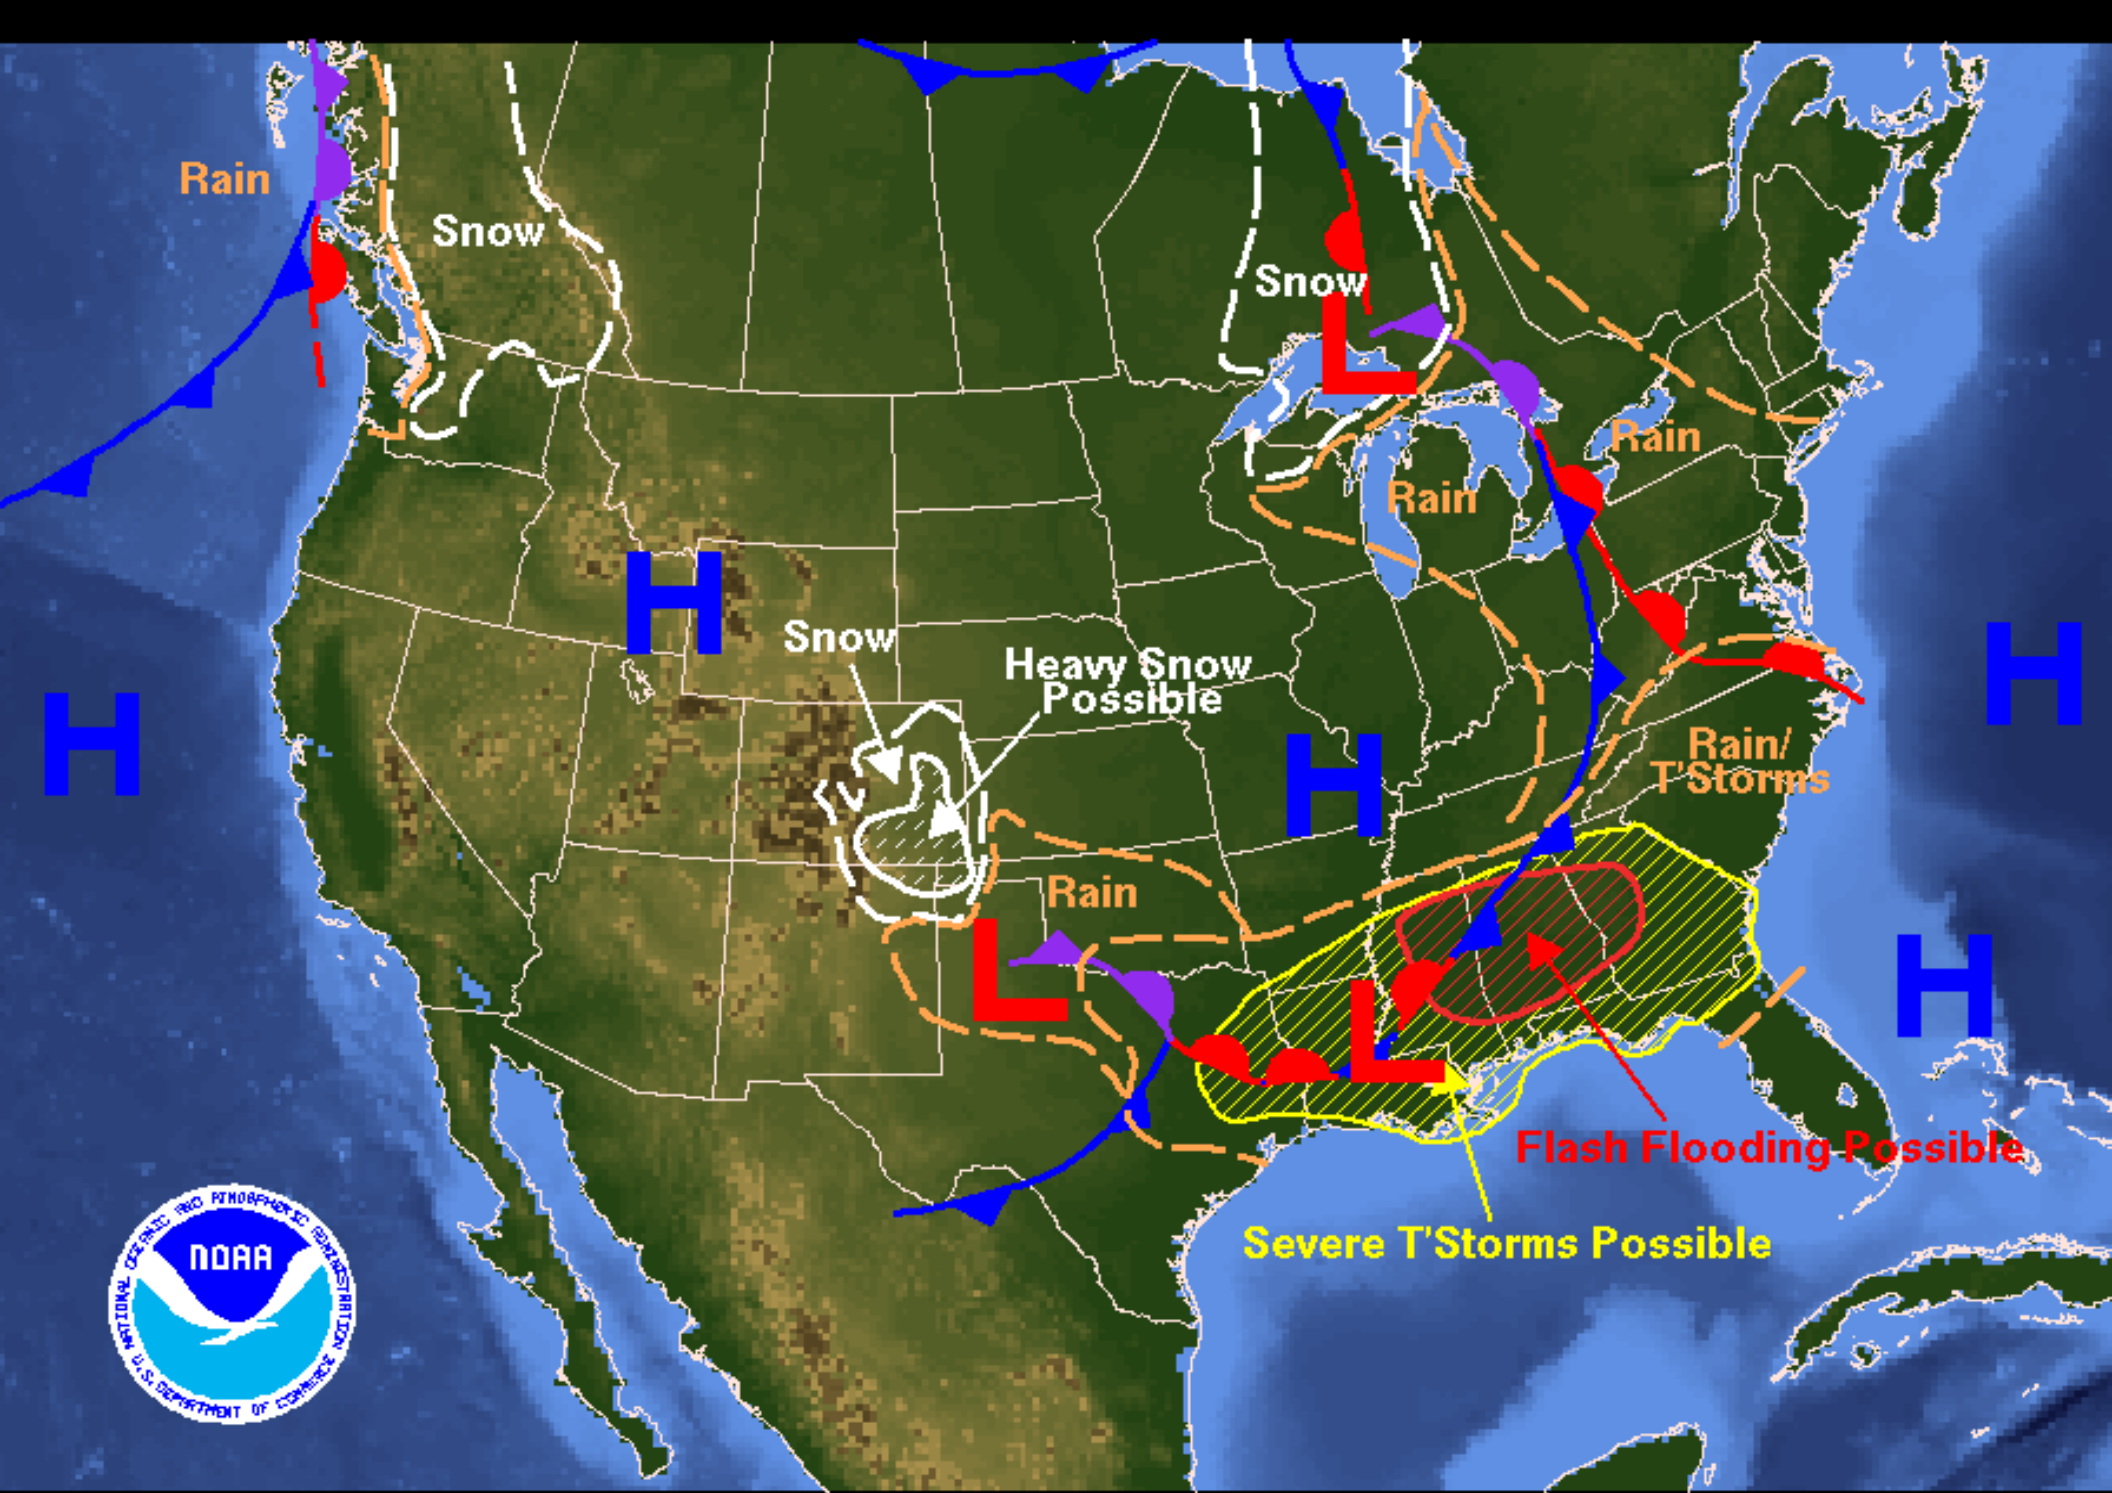 Rain
Snow
Snow
Rain
Rain
H
Snow
Heavy Snow
Possible
H
H
H
Rain/
T'Storms
Rain
H
L
L
L
Flash Flooding Possible
Severe T'Storms Possible
NATIONAL OCEANIC AND ATMOSPHERIC ADMINISTRATION
NOAA
U.S. DEPARTMENT OF COMMERCE